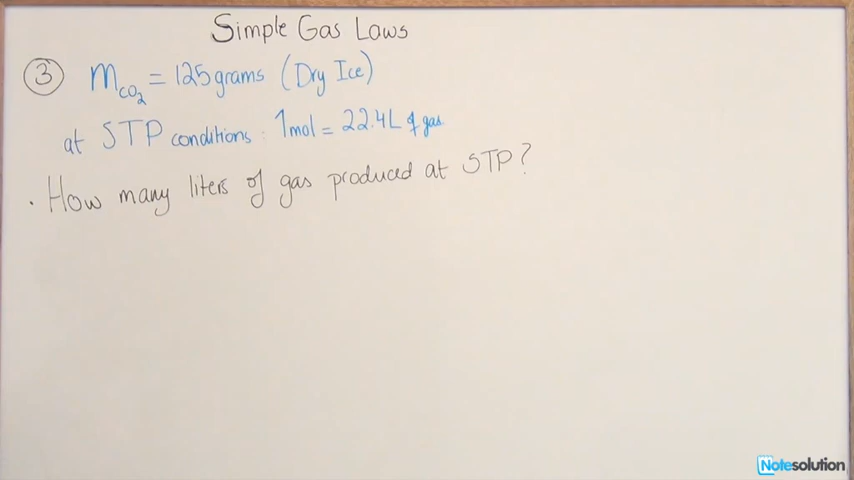 Simple Gas Laws
3 mCO₂ = 125 grams (Dry Ice)
at STP conditions : 1 mol = 22.4 L of gas
. How many liters of gas produced at STP?
Notesolution